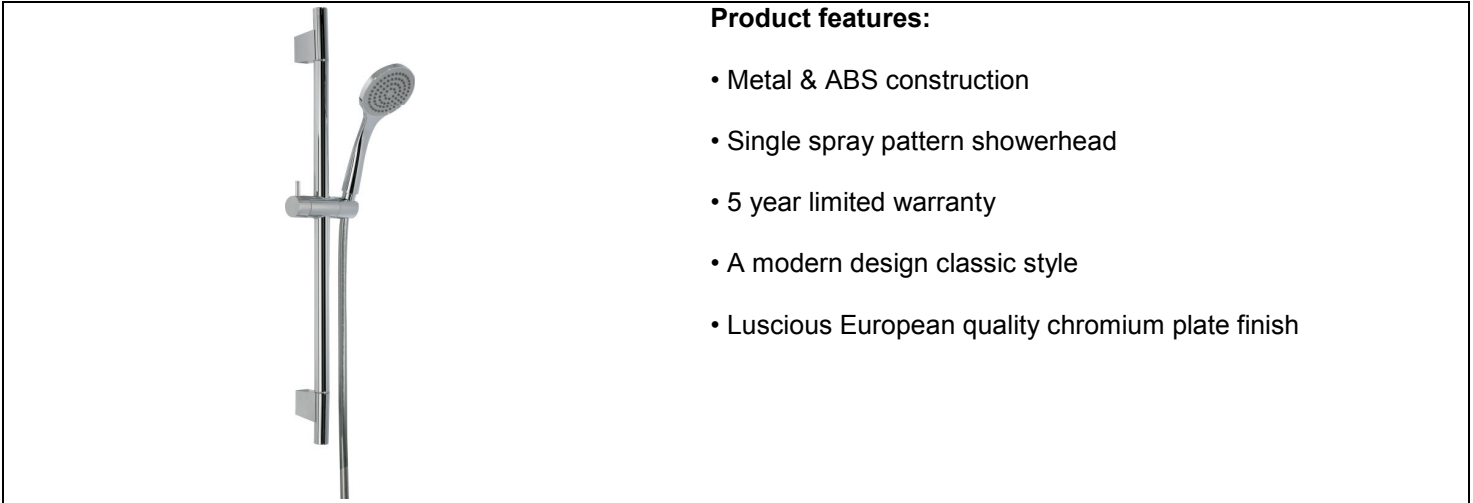 Product features:
• Metal & ABS construction
• Single spray pattern showerhead
• 5 year limited warranty
• A modern design classic style
• Luscious European quality chromium plate finish